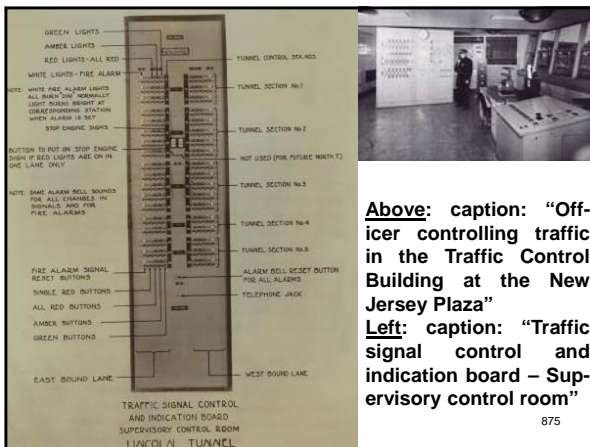 GREEN LIGHTS
AMBER LIGHTS
RED LIGHTS - ALL RED
WHITE LIGHTS - FIRE ALARM
NOTE: WHITE FIRE ALARM LIGHTS
ALL BURN DIM NORMALLY
LIGHT BURNS BRIGHT AT
CORRESPONDING STATION
WHEN ALARM IS SET
STOP ENGINE SIGNS
BUTTON TO PUT ON STOP ENGINE
SIGN IF RED LIGHTS ARE ON IN
ONE LANE ONLY
NOTE: SAME ALARM BELL SOUNDS
FOR ALL CHANGES IN
SIGNALS AND FOR
FIRE ALARMS
FIRE ALARM SIGNAL
RESET BUTTONS
SINGLE RED BUTTONS
ALL RED BUTTONS
AMBER BUTTONS
GREEN BUTTONS
EAST BOUND LANE
TUNNEL CONTROL
TUNNEL SECTION No.1
TUNNEL SECTION No.2
NOT USED (FOR FUTURE NORTH T.)
TUNNEL SECTION No.3
TUNNEL SECTION No.4
TUNNEL SECTION No.5
ALARM BELL RESET BUTTON
FOR ALL ALARMS
TELEPHONE JACK
WEST BOUND LANE
TRAFFIC SIGNAL CONTROL
AND INDICATION BOARD
SUPERVISORY CONTROL ROOM
LINCOLN TUNNEL
Above: caption: “Off-
icer controlling traffic
in the Traffic Control
Building at the New
Jersey Plaza”
Left: caption: “Traffic
signal control and
indication board – Sup-
ervisory control room”
875